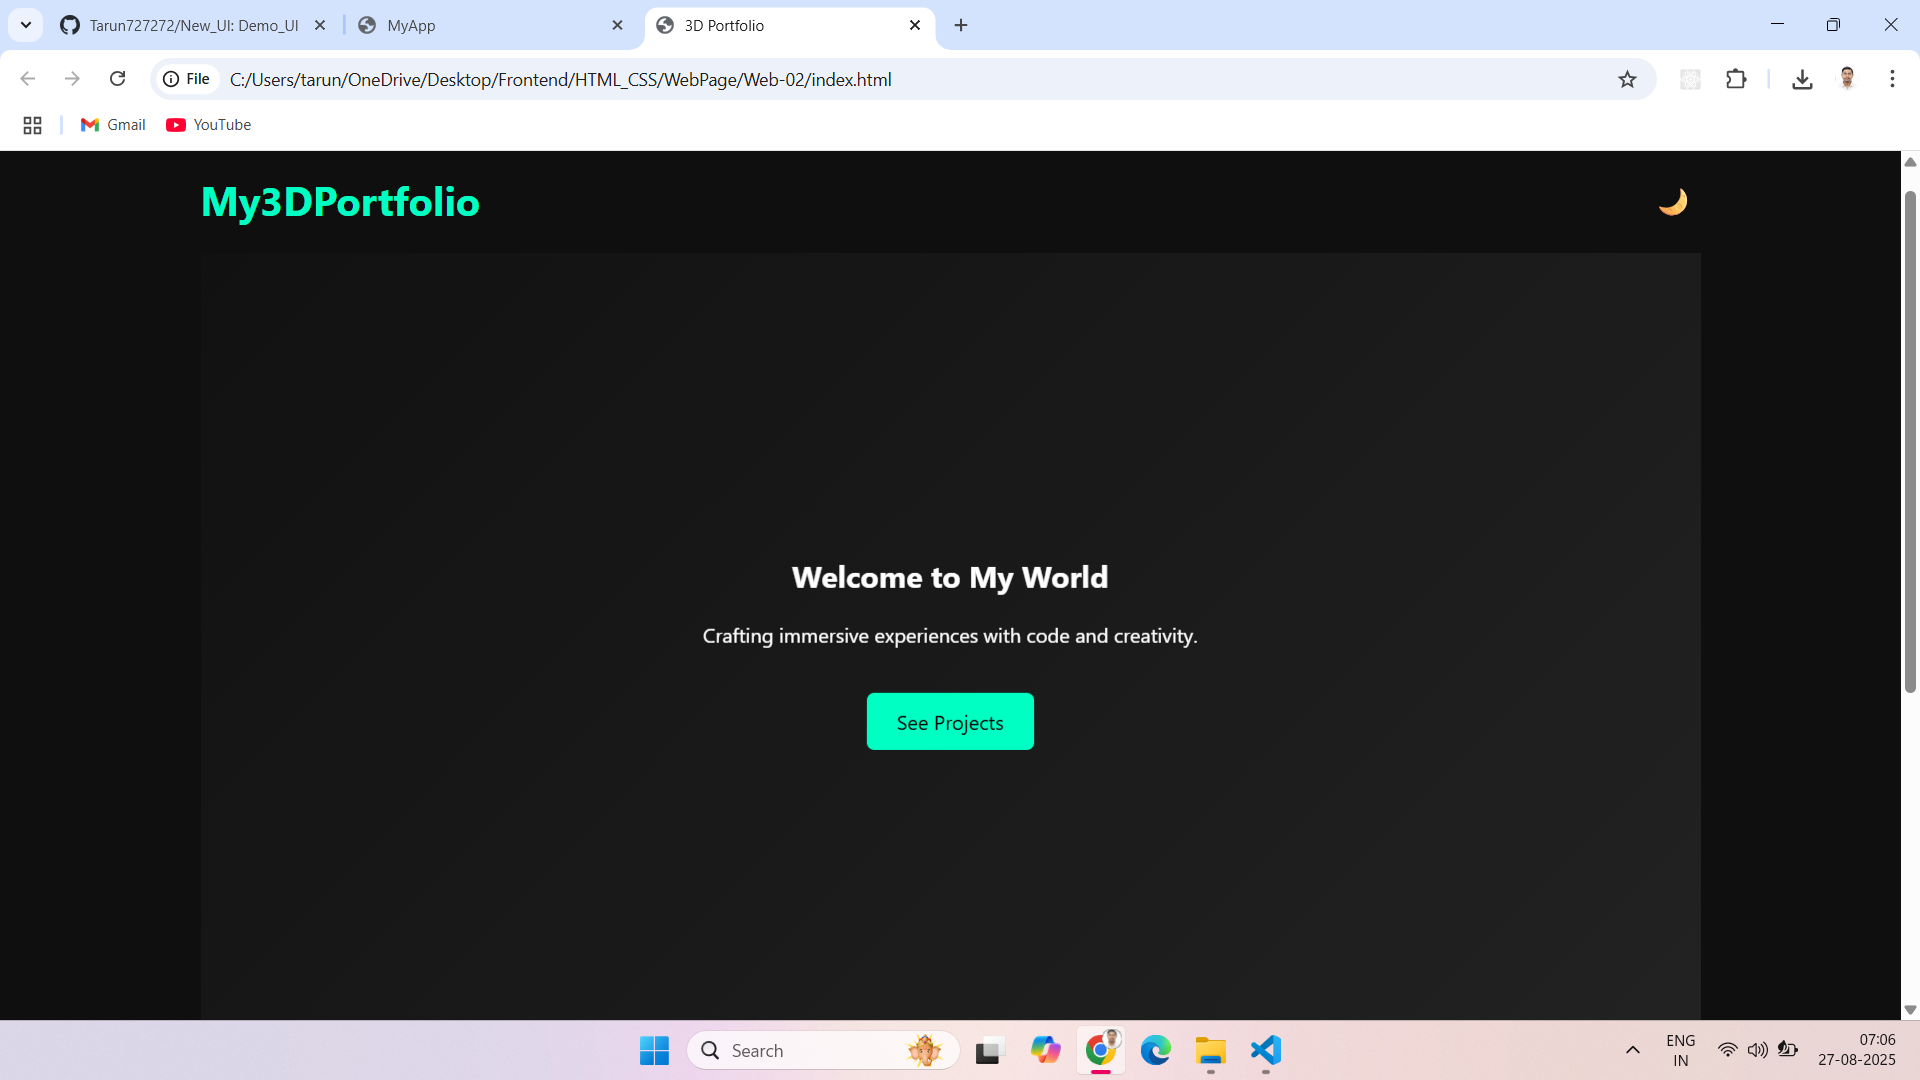 Tarun727272/New_UI: Demo_UI
MyApp
3D Portfolio
File
C:/Users/tarun/OneDrive/Desktop/Frontend/HTML_CSS/WebPage/Web-02/index.html
Gmail
YouTube
My3DPortfolio
Welcome to My World
Crafting immersive experiences with code and creativity.
See Projects
Search
ENG
IN
07:06
27-08-2025